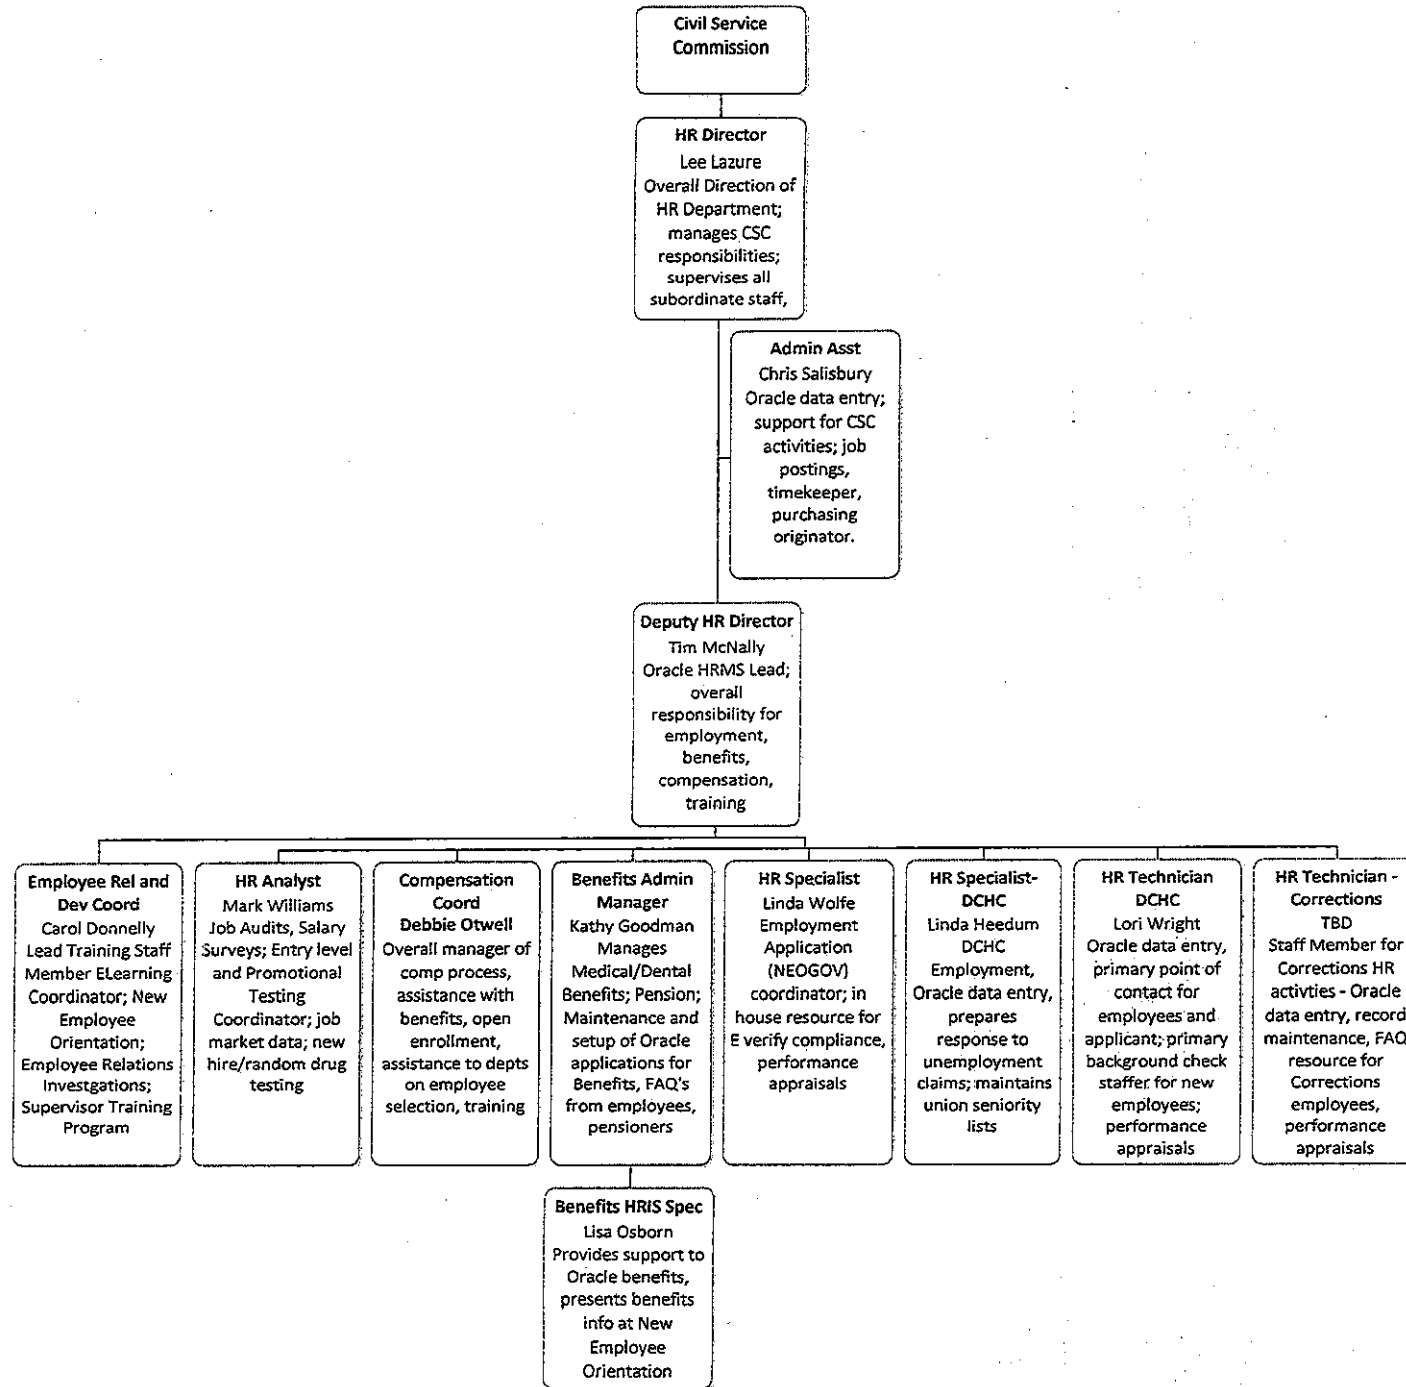 Civil Service
Commission
HR Director
Lee Lazure
Overall Direction of
HR Department;
manages CSC
responsibilities;
supervises all
subordinate staff,
Admin Asst
Chris Salisbury
Oracle data entry;
support for CSC
activities; job
postings,
timekeeper,
purchasing
originator.
Deputy HR Director
Tim McNally
Oracle HRMS Lead;
overall
responsibility for
employment,
benefits,
compensation,
training
Employee Rel and
Dev Coord
Carol Donnelly
Lead Training Staff
Member ELearning
Coordinator; New
Employee
Orientation;
Employee Relations
Investgations;
Supervisor Training
Program
HR Analyst
Mark Williams
Job Audits, Salary
Surveys; Entry level
and Promotional
Testing
Coordinator; job
market data; new
hire/random drug
testing
Compensation
Coord
Debbie Otwell
Overall manager of
comp process,
assistance with
benefits, open
enrollment,
assistance to depts
on employee
selection, training
Benefits Admin
Manager
Kathy Goodman
Manages
Medical/Dental
Benefits; Pension;
Maintenance and
setup of Oracle
applications for
Benefits, FAQ's
from employees,
pensioners
HR Specialist
Linda Wolfe
Employment
Application
(NEOGOV)
coordinator; in
house resource for
E verify compliance,
performance
appraisals
HR Specialist-
DCHC
Linda Heedum
DCHC
Employment,
Oracle data entry,
prepares
response to
unemployment
claims; maintains
union seniority
lists
HR Technician
DCHC
Lori Wright
Oracle data entry,
primary point of
contact for
employees and
applicant; primary
background check
staffer for new
employees;
performance
appraisals
HR Technician -
Corrections
TBD
Staff Member for
Corrections HR
activties - Oracle
data entry, record
maintenance, FAQ
resource for
Corrections
employees,
performance
appraisals
Benefits HRIS Spec
Lisa Osborn
Provides support to
Oracle benefits,
presents benefits
info at New
Employee
Orientation